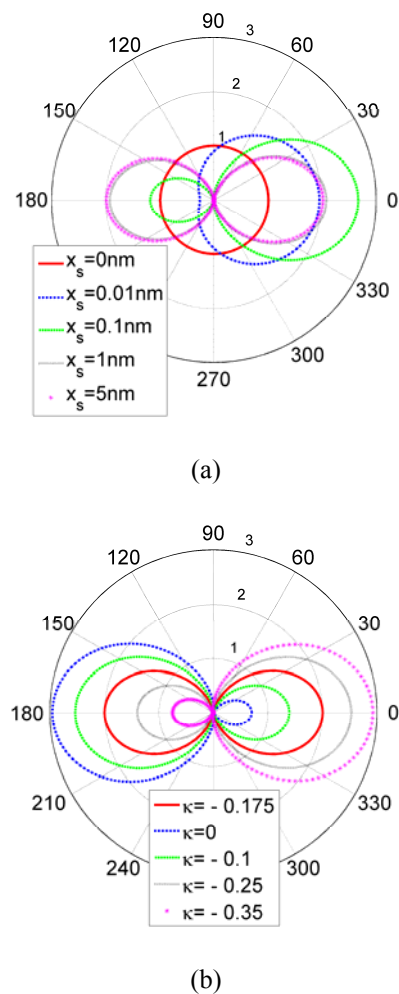 90
120
3
60
2
150
30
1
180
0
x_s=0nm
x_s=0.01nm
x_s=0.1nm
x_s=1nm
x_s=5nm
330
300
270
(a)
90
120
3
60
2
150
30
1
180
0
210
330
κ= - 0.175
κ=0
κ= - 0.1
κ= - 0.25
κ= - 0.35
240
300
(b)